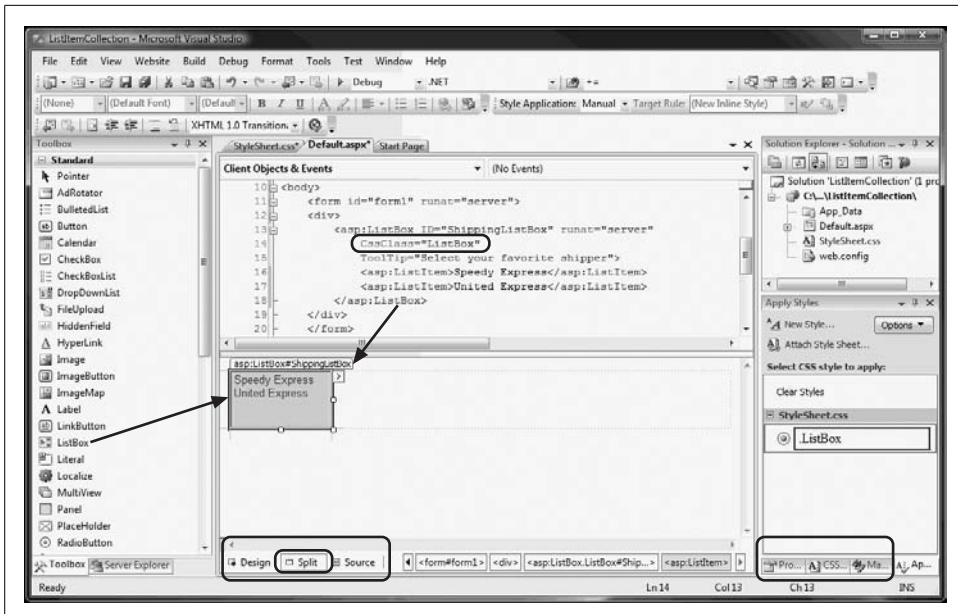 ListItemCollection - Microsoft Visual Studio
File Edit View Website Build Debug Format Tools Test Window Help
Debug .NET
(None) (Default Font) (Default B I U A Style Application: Manual Target Rule: (New Inline Style)
XHTML 1.0 Transition
Toolbox
Standard
Pointer
AdRotator
BulletedList
Button
Calendar
CheckBox
CheckBoxList
DropDownList
FileUpload
HiddenField
HyperLink
Image
ImageButton
ImageMap
Label
LinkButton
ListBox
Literal
Localize
MultiView
Panel
PlaceHolder
RadioButton
Toolbox Server Explorer
StyleSheet.css* Default.aspx* Start Page
Client Objects & Events (No Events)
10 <body>
11 <form id="form1" runat="server">
12 <div>
13 <asp:ListBox ID="ShippingListBox" runat="server"
14 CssClass="ListBox"
15 ToolTip="Select your favorite shipper">
16 <asp:ListItem>Speedy Express</asp:ListItem>
17 <asp:ListItem>United Express</asp:ListItem>
18 </asp:ListBox>
19 </div>
20 </form>
asp:ListBox#ShippingListBox
Speedy Express
United Express
Design Split Source <form#form1> <div> <asp:ListBox.ListBox#Ship...> <asp:ListItem>
Solution Explorer - Solution ...
Solution 'ListItemCollection' (1 pro
C:\...\ListItemCollection\
App_Data
Default.aspx
StyleSheet.css
web.config
Apply Styles
New Style... Options
Attach Style Sheet...
Select CSS style to apply:
Clear Styles
StyleSheet.css
.ListBox
Pro... CSS... Ma... Ap...
Ready Ln 14 Col 13 Ch 13 INS